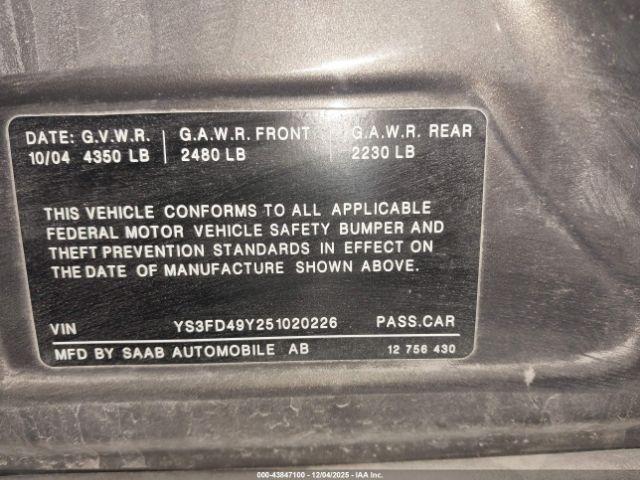 DATE: G.V.W.R. G.A.W.R. FRONT G.A.W.R. REAR
10/04 4350 LB 2480 LB 2230 LB
THIS VEHICLE CONFORMS TO ALL APPLICABLE
FEDERAL MOTOR VEHICLE SAFETY BUMPER AND
THEFT PREVENTION STANDARDS IN EFFECT ON
THE DATE OF MANUFACTURE SHOWN ABOVE.
VIN YS3FD49Y251020226 PASS.CAR
MFD BY SAAB AUTOMOBILE AB 12 756 430
000-43847100 - 12/04/2025 - IAA Inc.